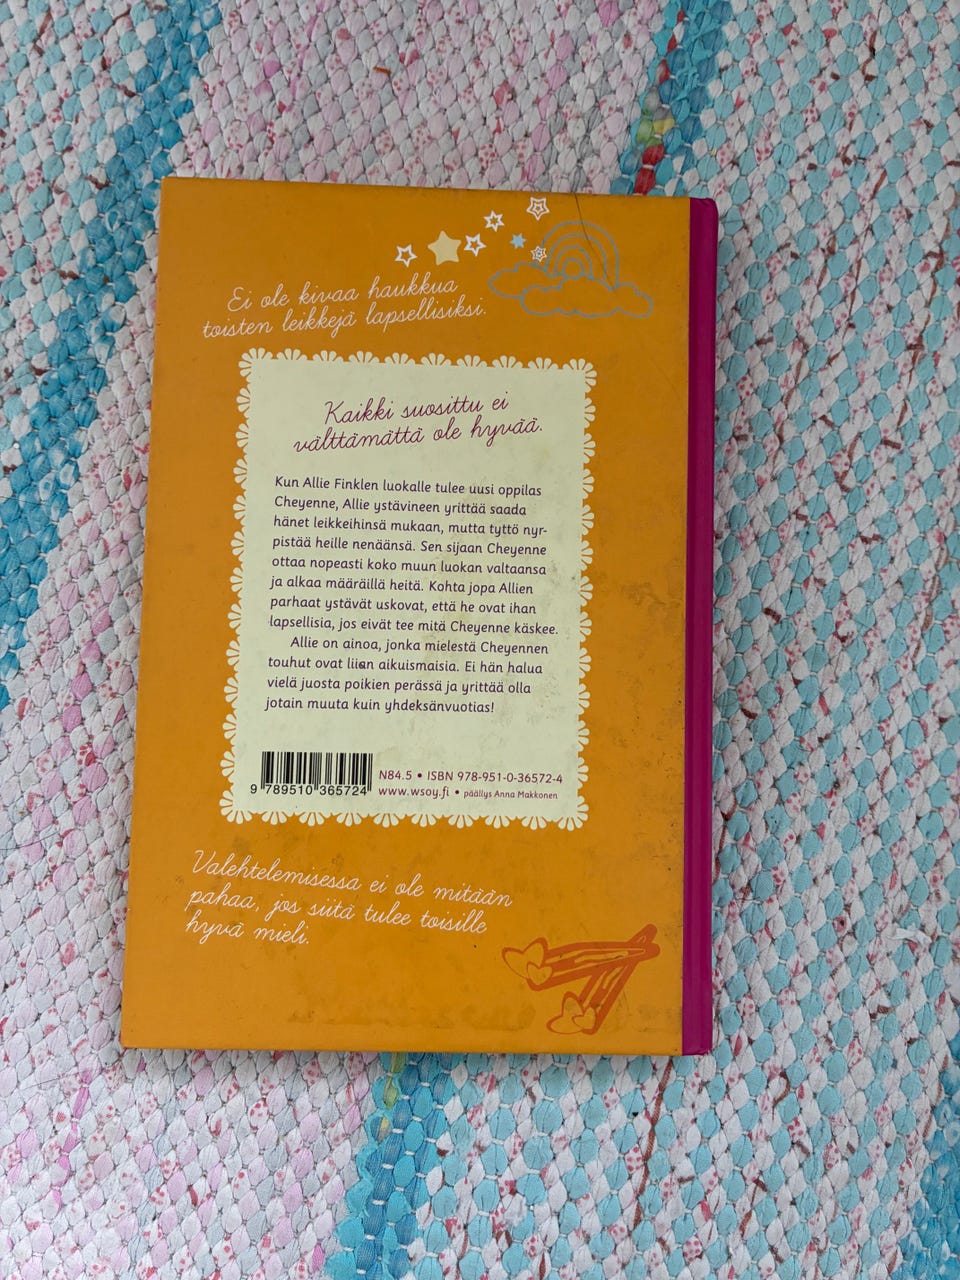 Ei ole kivaa haukkua
toisten leikkejä lapsellisiksi.
Kaikki suosittu ei
välttämättä ole hyvää.
Kun Allie Finklen luokalle tulee uusi oppilas
Cheyenne, Allie ystävineen yrittää saada
hänet leikkeihinsä mukaan, mutta tyttö nyr-
pistää heille nenäänsä. Sen sijaan Cheyenne
ottaa nopeasti koko muun luokan valtaansa
ja alkaa määräillä heitä. Kohta jopa Allien
parhaat ystävät uskovat, että he ovat ihan
lapsellisia, jos eivät tee mitä Cheyenne käskee.
Allie on ainoa, jonka mielestä Cheyennen
touhut ovat liian aikuismaisia. Ei hän halua
vielä juosta poikien perässä ja yrittää olla
jotain muuta kuin yhdeksänvuotias!
N84.5 • ISBN 978-951-0-36572-4
www.wsoy.fi • päällys Anna Makkonen
9 789510 365724
Valehtelemisessa ei ole mitään
pahaa, jos siitä tulee toisille
hyvä mieli.